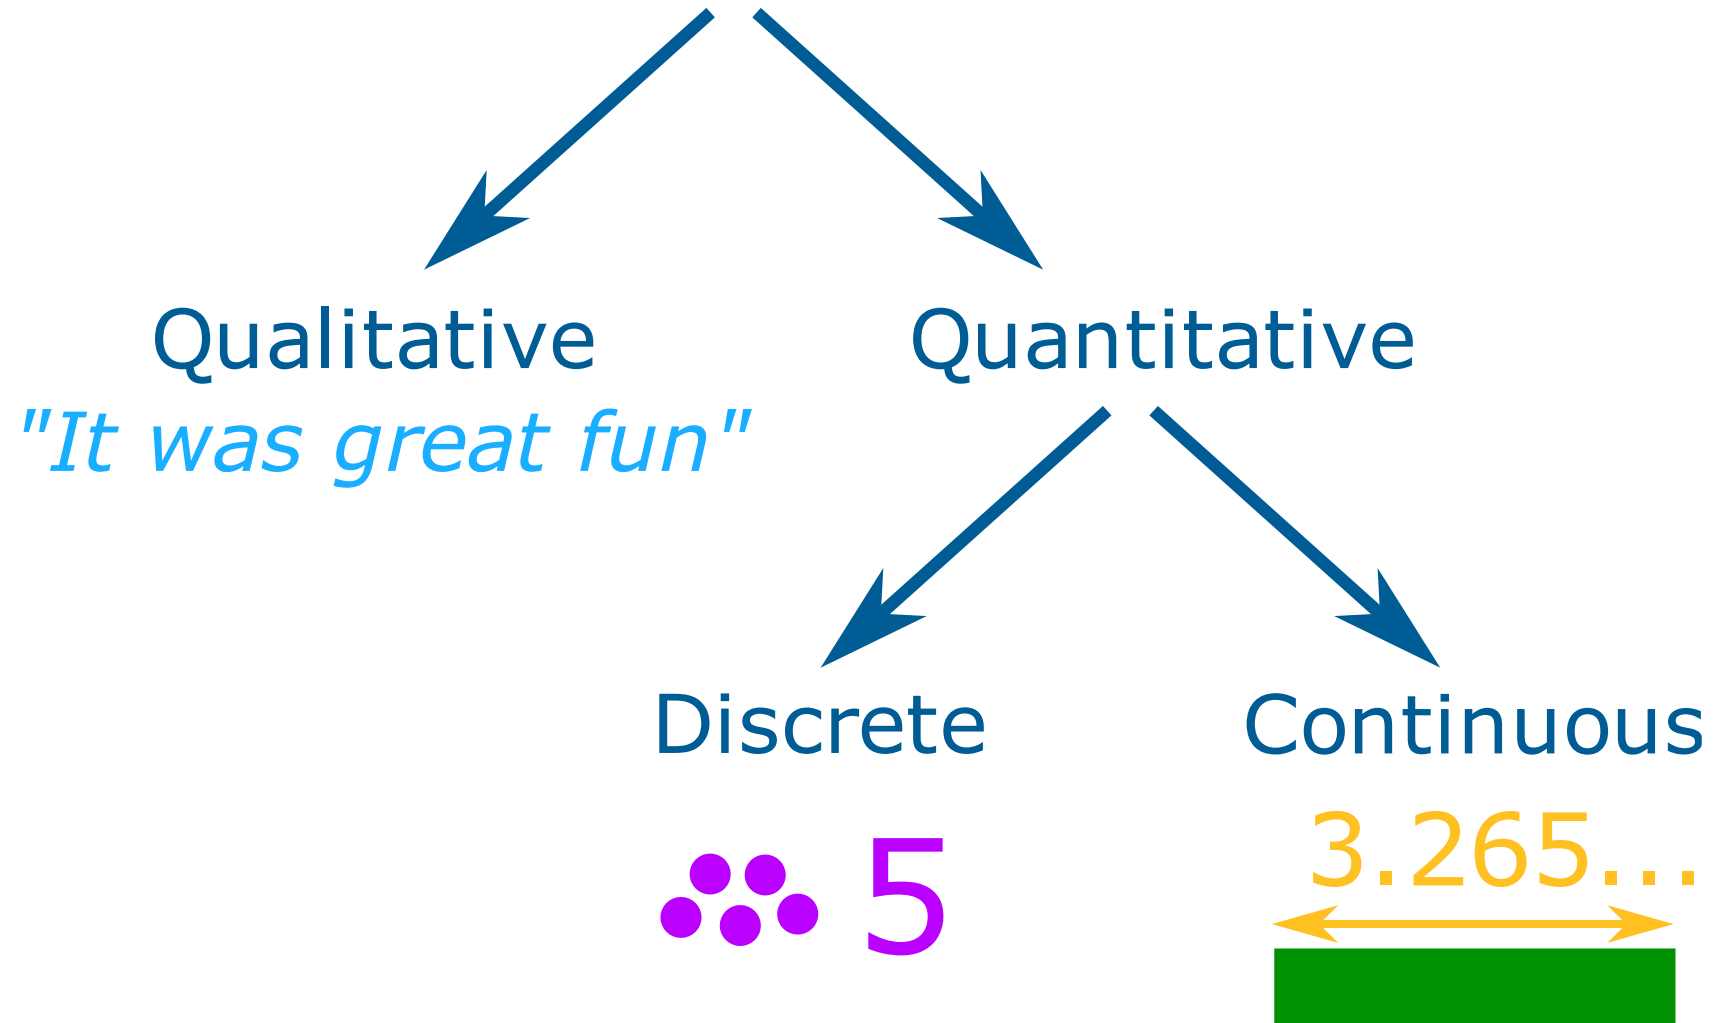 Qualitative
Quantitative
"It was great fun"
Discrete
Continuous
5
3.265...